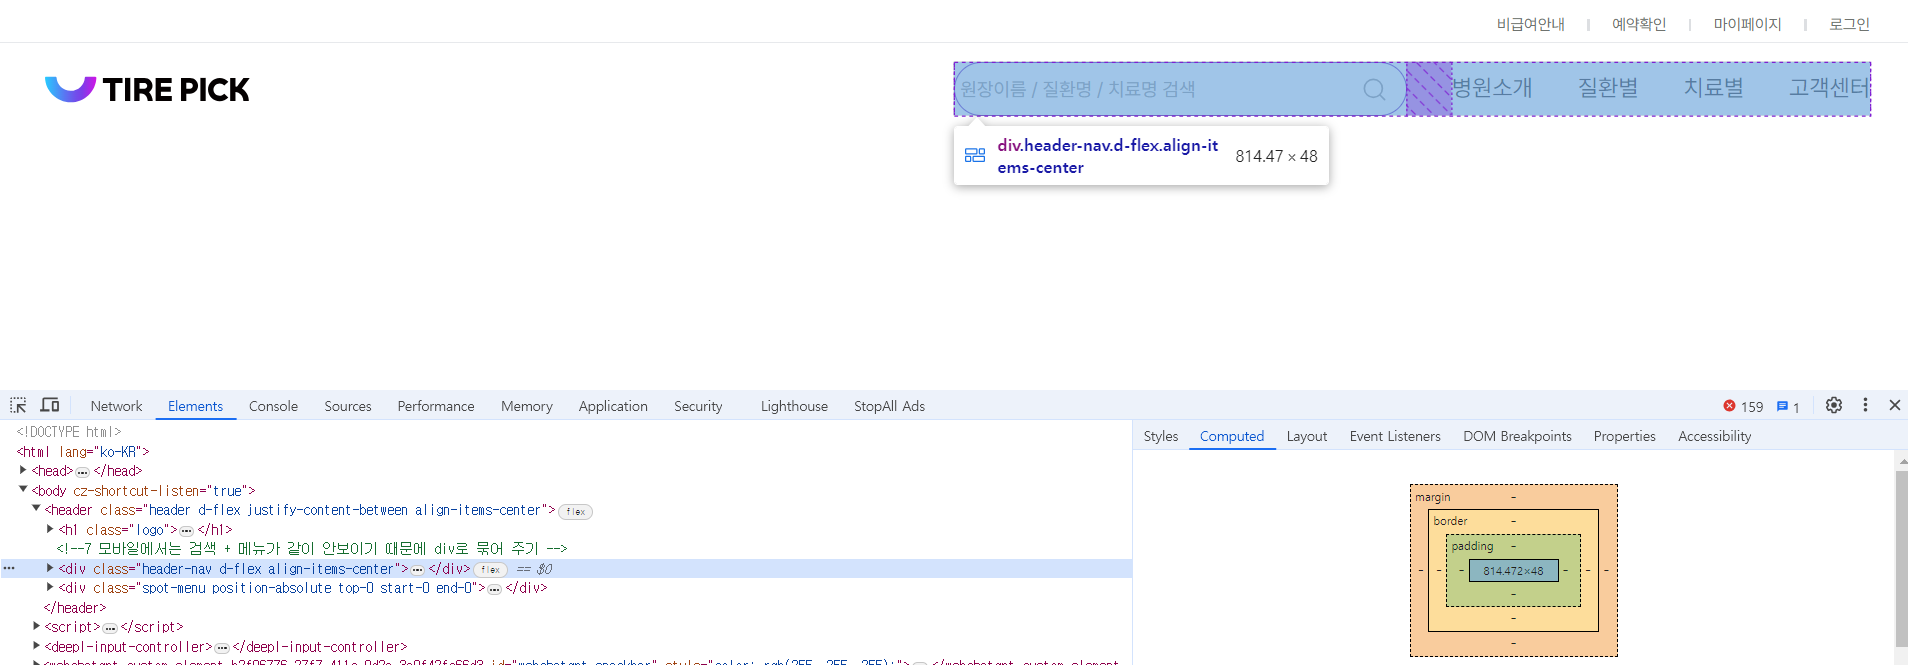 비급여안내 | 예약확인 | 마이페이지 | 로그인
TIRE PICK
원장이름 / 질환명 / 치료명 검색
병원소개 질환별 치료별 고객센터
div.header-nav.d-flex.align-it
ems-center
814.47 × 48
Network Elements Console Sources Performance Memory Application Security Lighthouse StopAll Ads
159 1
<!DOCTYPE html>
<html lang="ko-KR">
<head>…</head>
<body cz-shortcut-listen="true">
<header class="header d-flex justify-content-between align-items-center"> flex
<h1 class="logo">…</h1>
<!--7 모바일에서는 검색 + 메뉴가 같이 안보이기 때문에 div로 묶어 주기 -->
<div class="header-nav d-flex align-items-center">…</div> flex == $0
<div class="spot-menu position-absolute top-0 start-0 end-0">…</div>
</header>
<script>…</script>
<deepl-input-controller>…</deepl-input-controller>
Styles Computed Layout Event Listeners DOM Breakpoints Properties Accessibility
margin -
border -
padding -
- - - 814.472×48 - - -
-
-
-